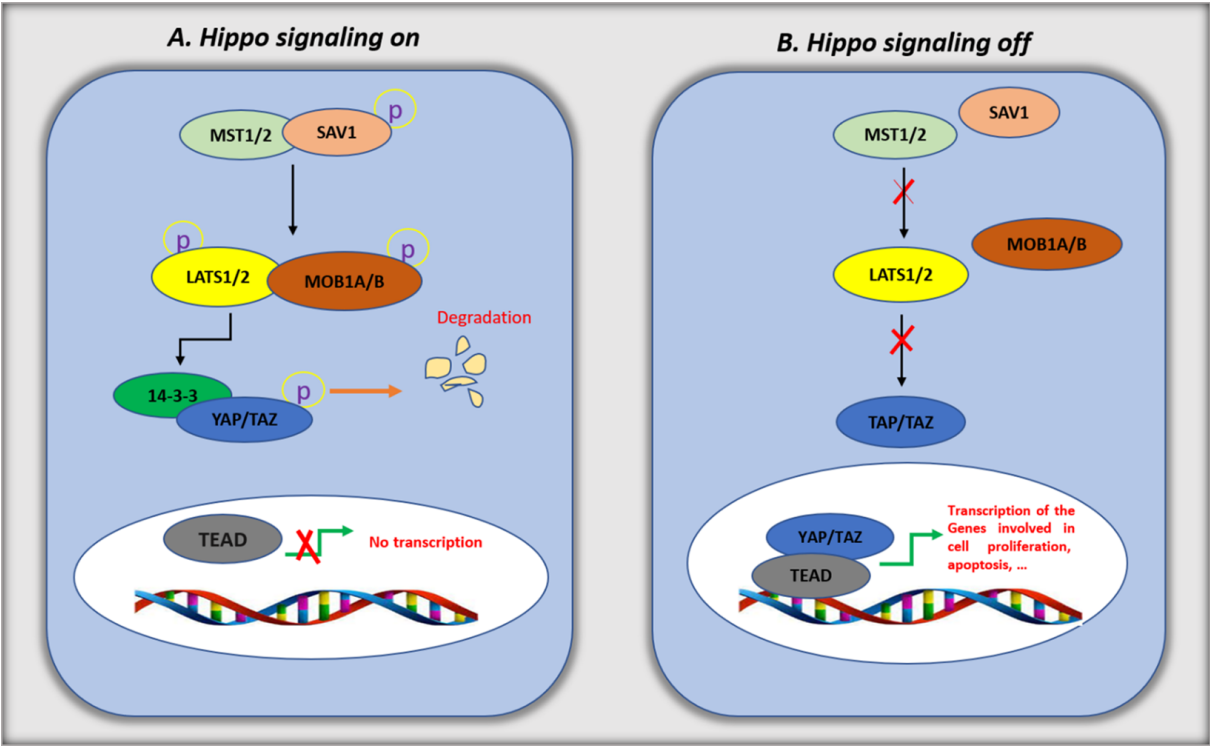 A. Hippo signaling on
B. Hippo signaling off
p
MST1/2
SAV1
p
LATS1/2
p
MOB1A/B
Degradation
14-3-3
p
YAP/TAZ
TEAD
No transcription
SAV1
MST1/2
MOB1A/B
LATS1/2
TAP/TAZ
YAP/TAZ
TEAD
Transcription of the
Genes involved in
cell proliferation,
apoptosis, ...